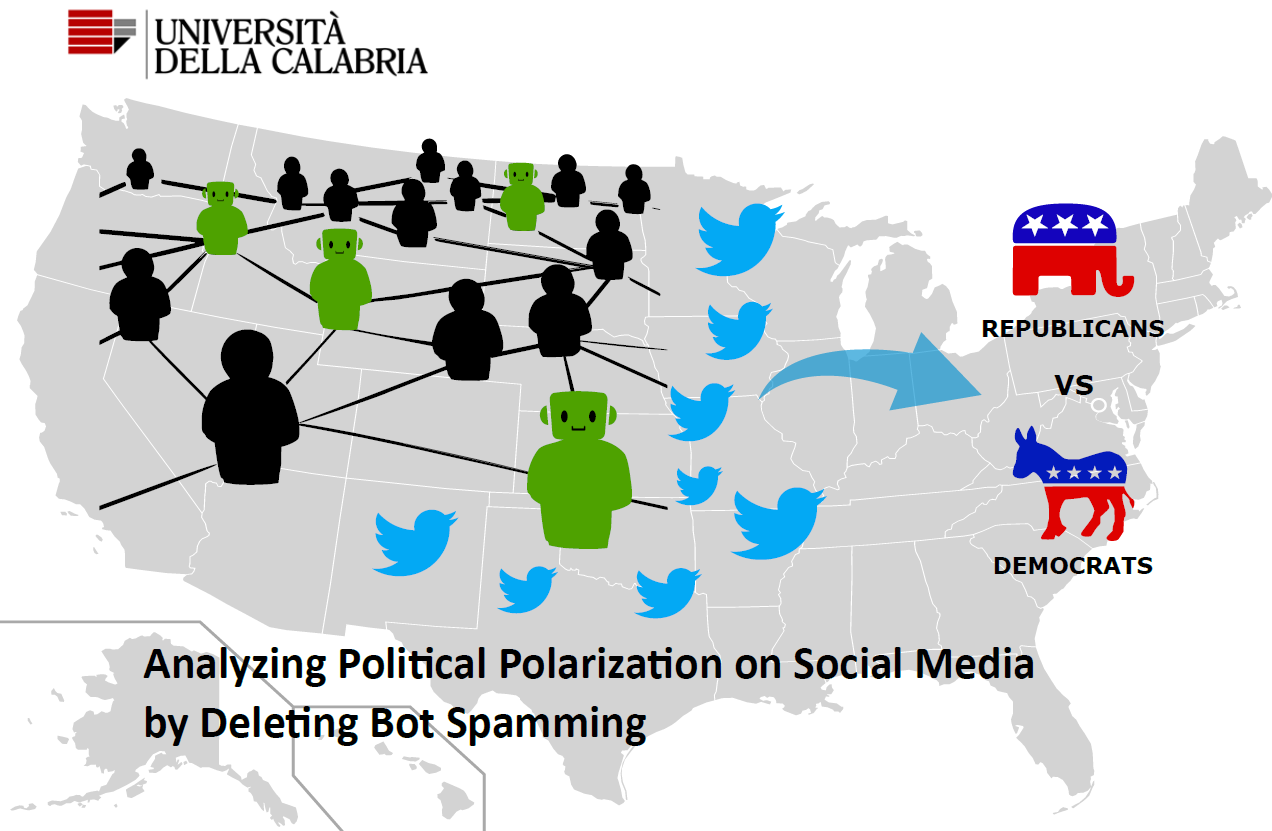 UNIVERSITÀ
DELLA CALABRIA
REPUBLICANS
VS
DEMOCRATS
Analyzing Political Polarization on Social Media
by Deleting Bot Spamming